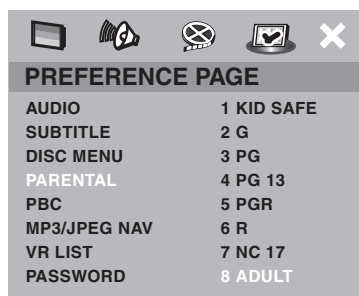 PREFERENCE PAGE
AUDIO 1 KID SAFE
SUBTITLE 2 G
DISC MENU 3 PG
PARENTAL 4 PG 13
PBC 5 PGR
MP3/JPEG NAV 6 R
VR LIST 7 NC 17
PASSWORD 8 ADULT